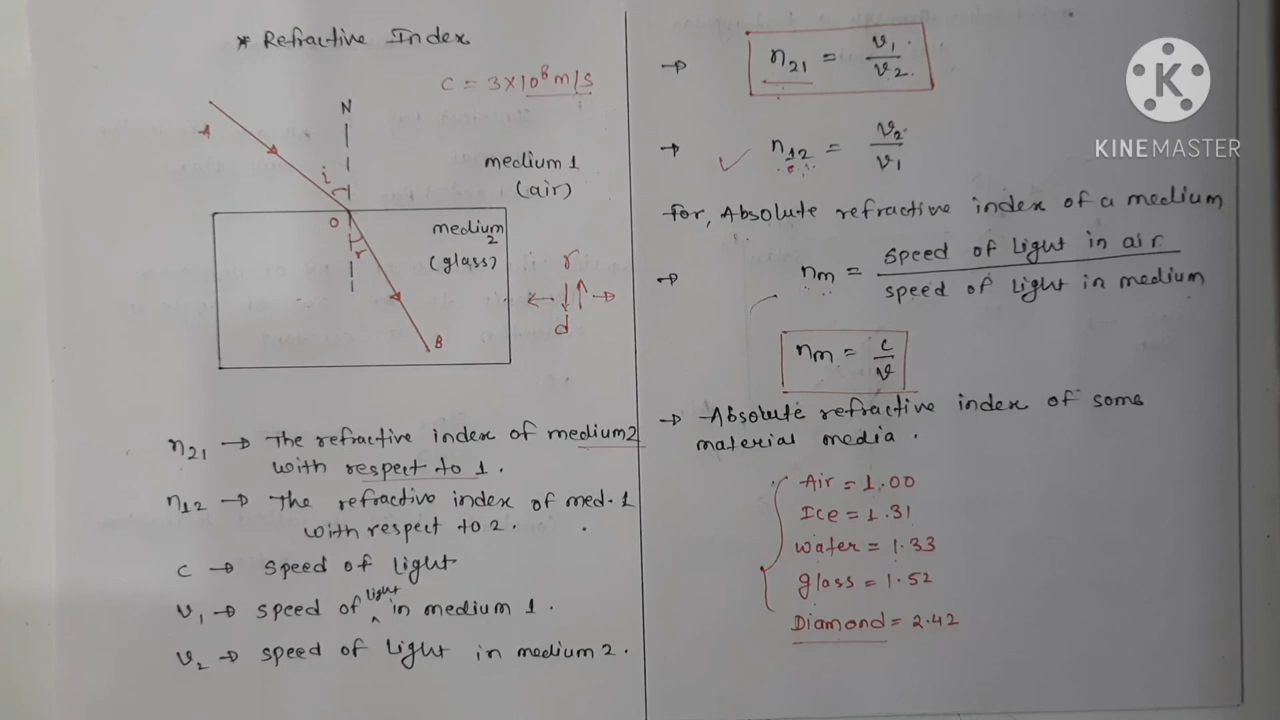 * Refractive Index
C = 3×10⁸ m/s
N
A
i
medium 1
(air)
O
medium
2
(glass)
r
r
d
B
n₂₁ → The refractive index of medium2
with respect to 1.
n₁₂ → The refractive index of med. 1
with respect to 2.
c → speed of light
v₁ → speed of light in medium 1.
v₂ → speed of light in medium 2.
→ n₂₁ = v₁/v₂
→ n₁₂ = v₂/v₁
for, Absolute refractive index of a medium
→ nm = speed of light in air / speed of light in medium
nm = c/v
→ Absolute refractive index of some
material media.
Air = 1.00
Ice = 1.31
water = 1.33
glass = 1.52
Diamond = 2.42
K
KINEMASTER